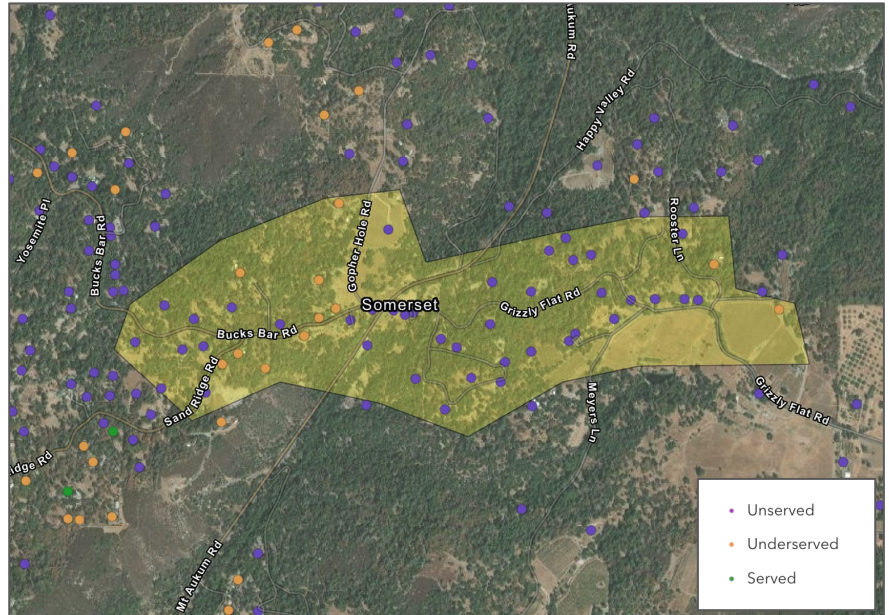 Aukum Rd
Happy Valley Rd
Yosemite Pl
Bucks Bar Rd
Gopher Hole Rd
Rooster Ln
Somerset
Grizzly Flat Rd
Bucks Bar Rd
Sand Ridge Rd
Meyers Ln
Grizzly Flat Rd
idge Rd
Mt Aukum Rd
Unserved
Underserved
Served